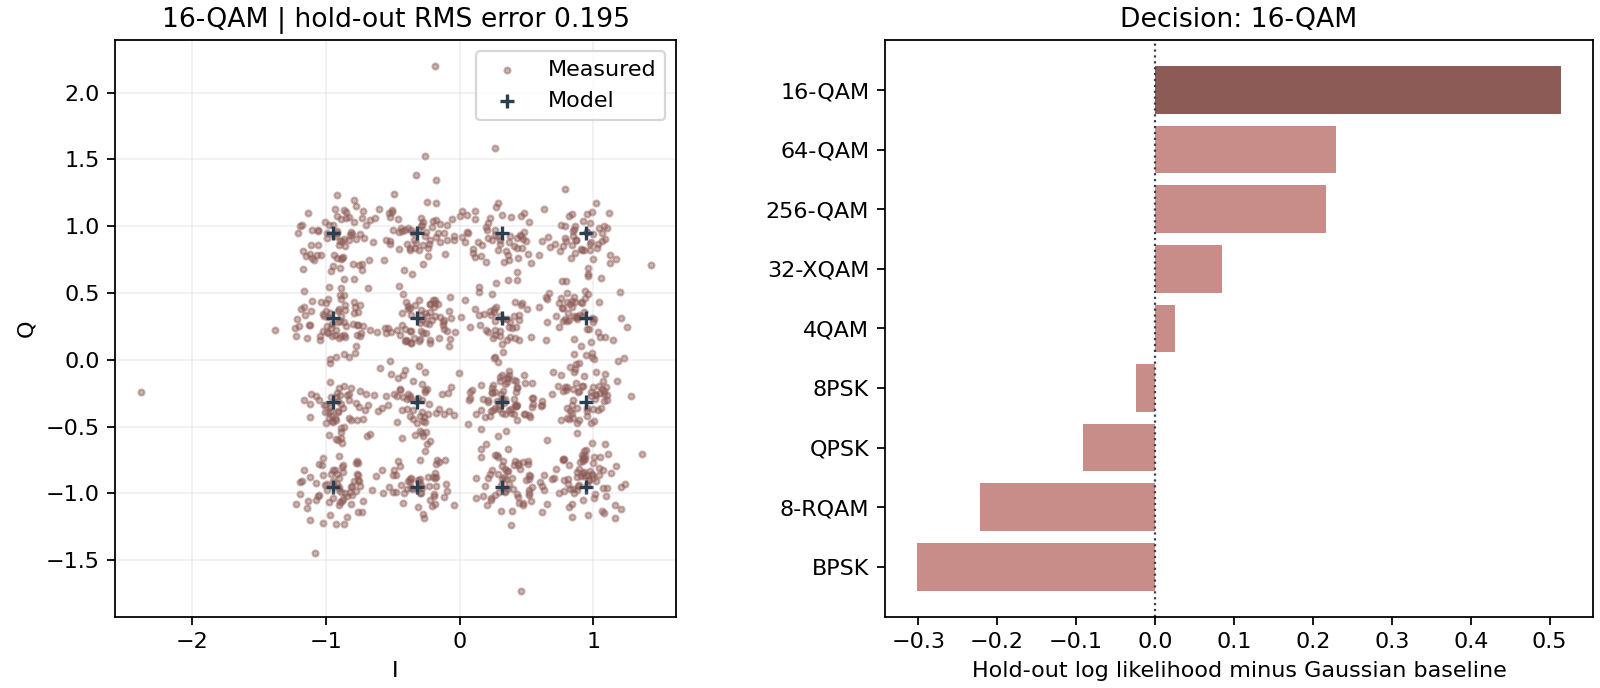 16-QAM | hold-out RMS error 0.195
Measured
Model
2.0
1.5
1.0
0.5
0.0
−0.5
−1.0
−1.5
Q
−2
−1
0
1
I
Decision: 16-QAM
16-QAM
64-QAM
256-QAM
32-XQAM
4QAM
8PSK
QPSK
8-RQAM
BPSK
−0.3
−0.2
−0.1
0.0
0.1
0.2
0.3
0.4
0.5
Hold-out log likelihood minus Gaussian baseline